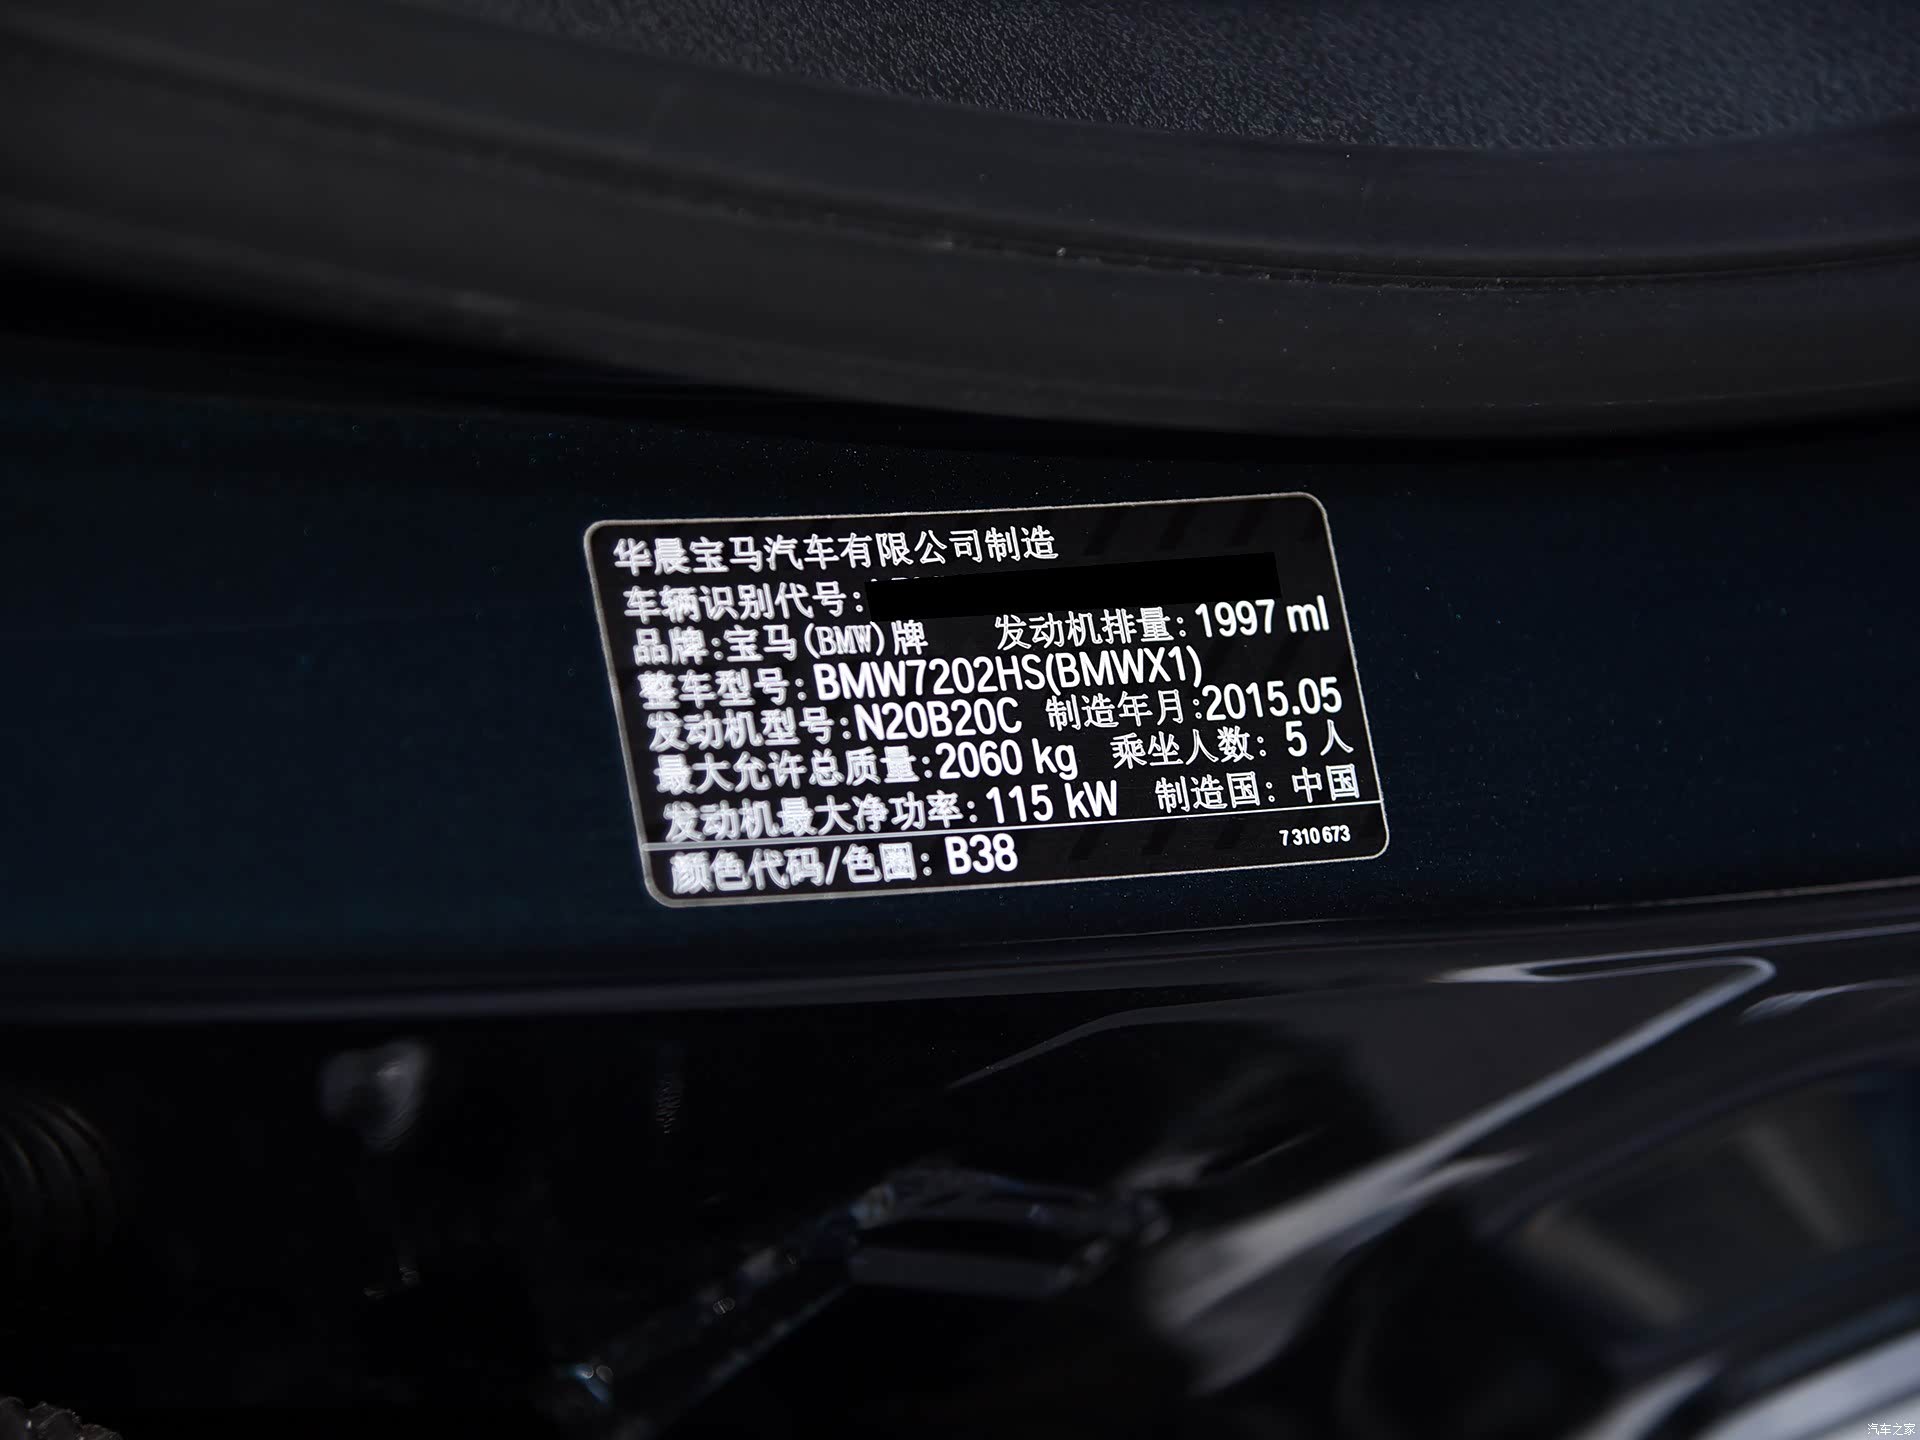 华晨宝马汽车有限公司制造
车辆识别代号:
品牌:宝马(BMW)牌 发动机排量: 1997 ml
整车型号: BMW7202HS(BMWX1)
发动机型号:N20B20C 制造年月:2015.05
最大允许总质量:2060 kg 乘坐人数: 5 人
发动机最大净功率: 115 kW 制造国: 中国
颜色代码/色圈: B38 7 310 673
汽车之家